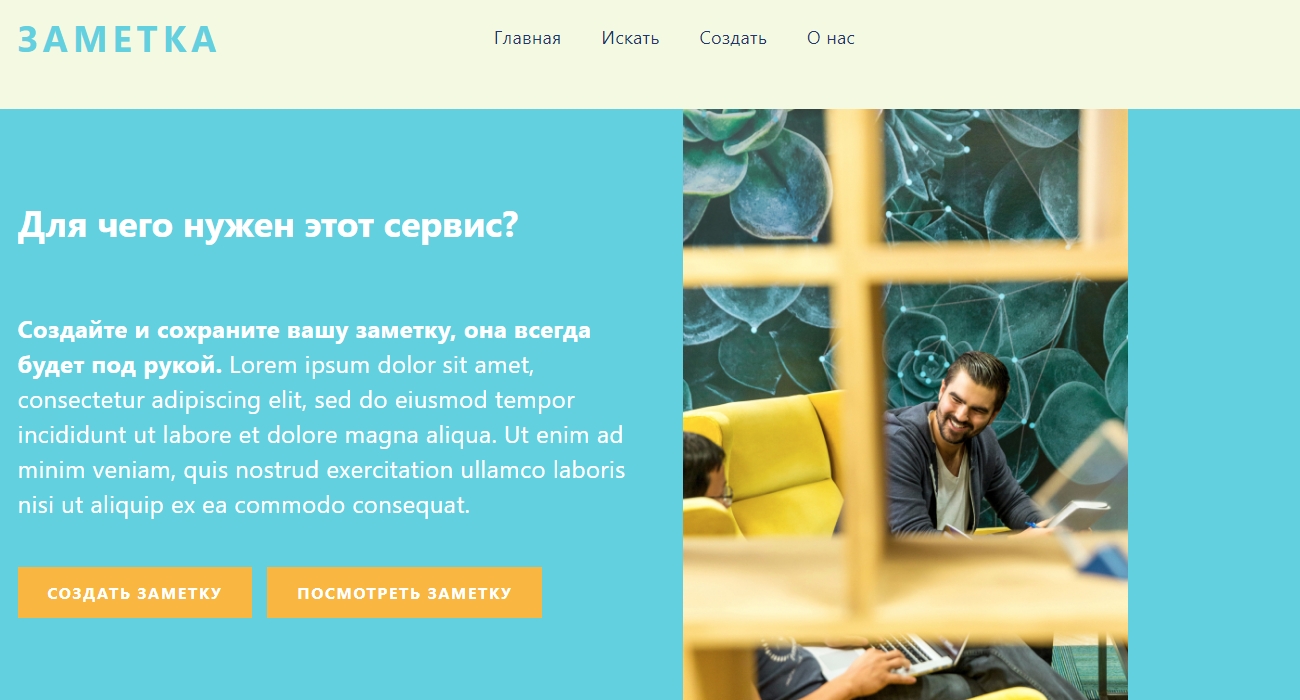 ЗАМЕТКА
Главная Искать Создать О нас
Для чего нужен этот сервис?
Создайте и сохраните вашу заметку, она всегда
будет под рукой. Lorem ipsum dolor sit amet,
consectetur adipiscing elit, sed do eiusmod tempor
incididunt ut labore et dolore magna aliqua. Ut enim ad
minim veniam, quis nostrud exercitation ullamco laboris
nisi ut aliquip ex ea commodo consequat.
СОЗДАТЬ ЗАМЕТКУ ПОСМОТРЕТЬ ЗАМЕТКУ